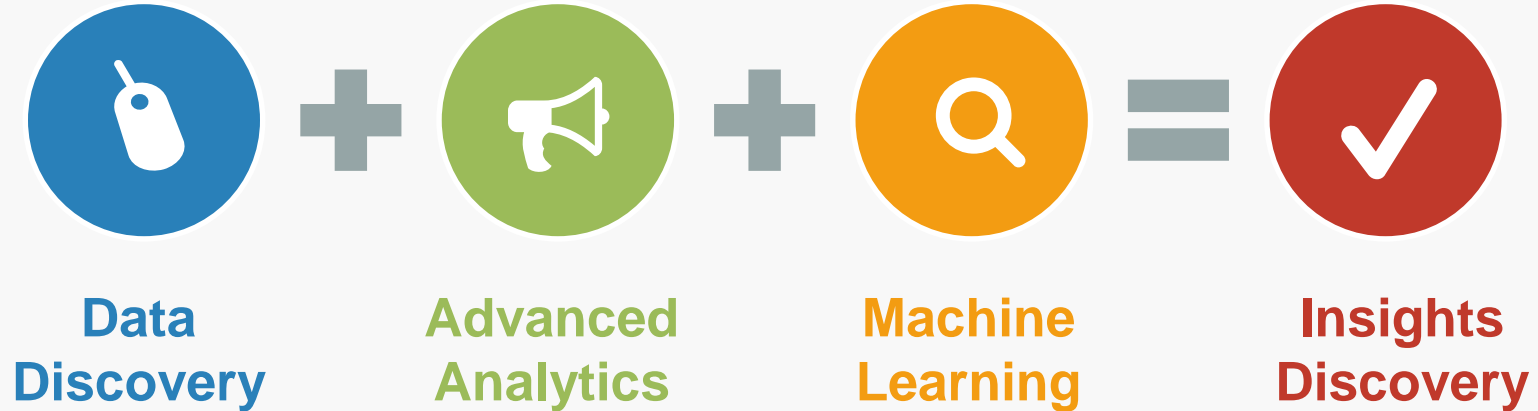 Data
Discovery
Advanced
Analytics
Machine
Learning
Insights
Discovery